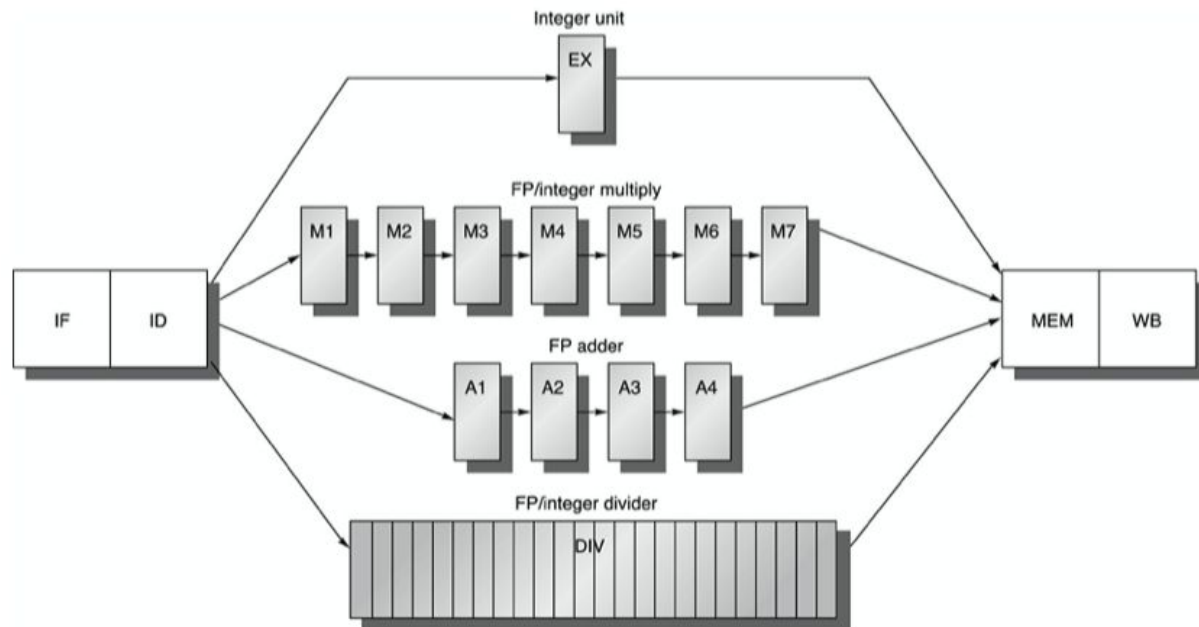 Integer unit
EX
FP/integer multiply
M1 M2 M3 M4 M5 M6 M7
IF ID MEM WB
FP adder
A1 A2 A3 A4
FP/integer divider
DIV